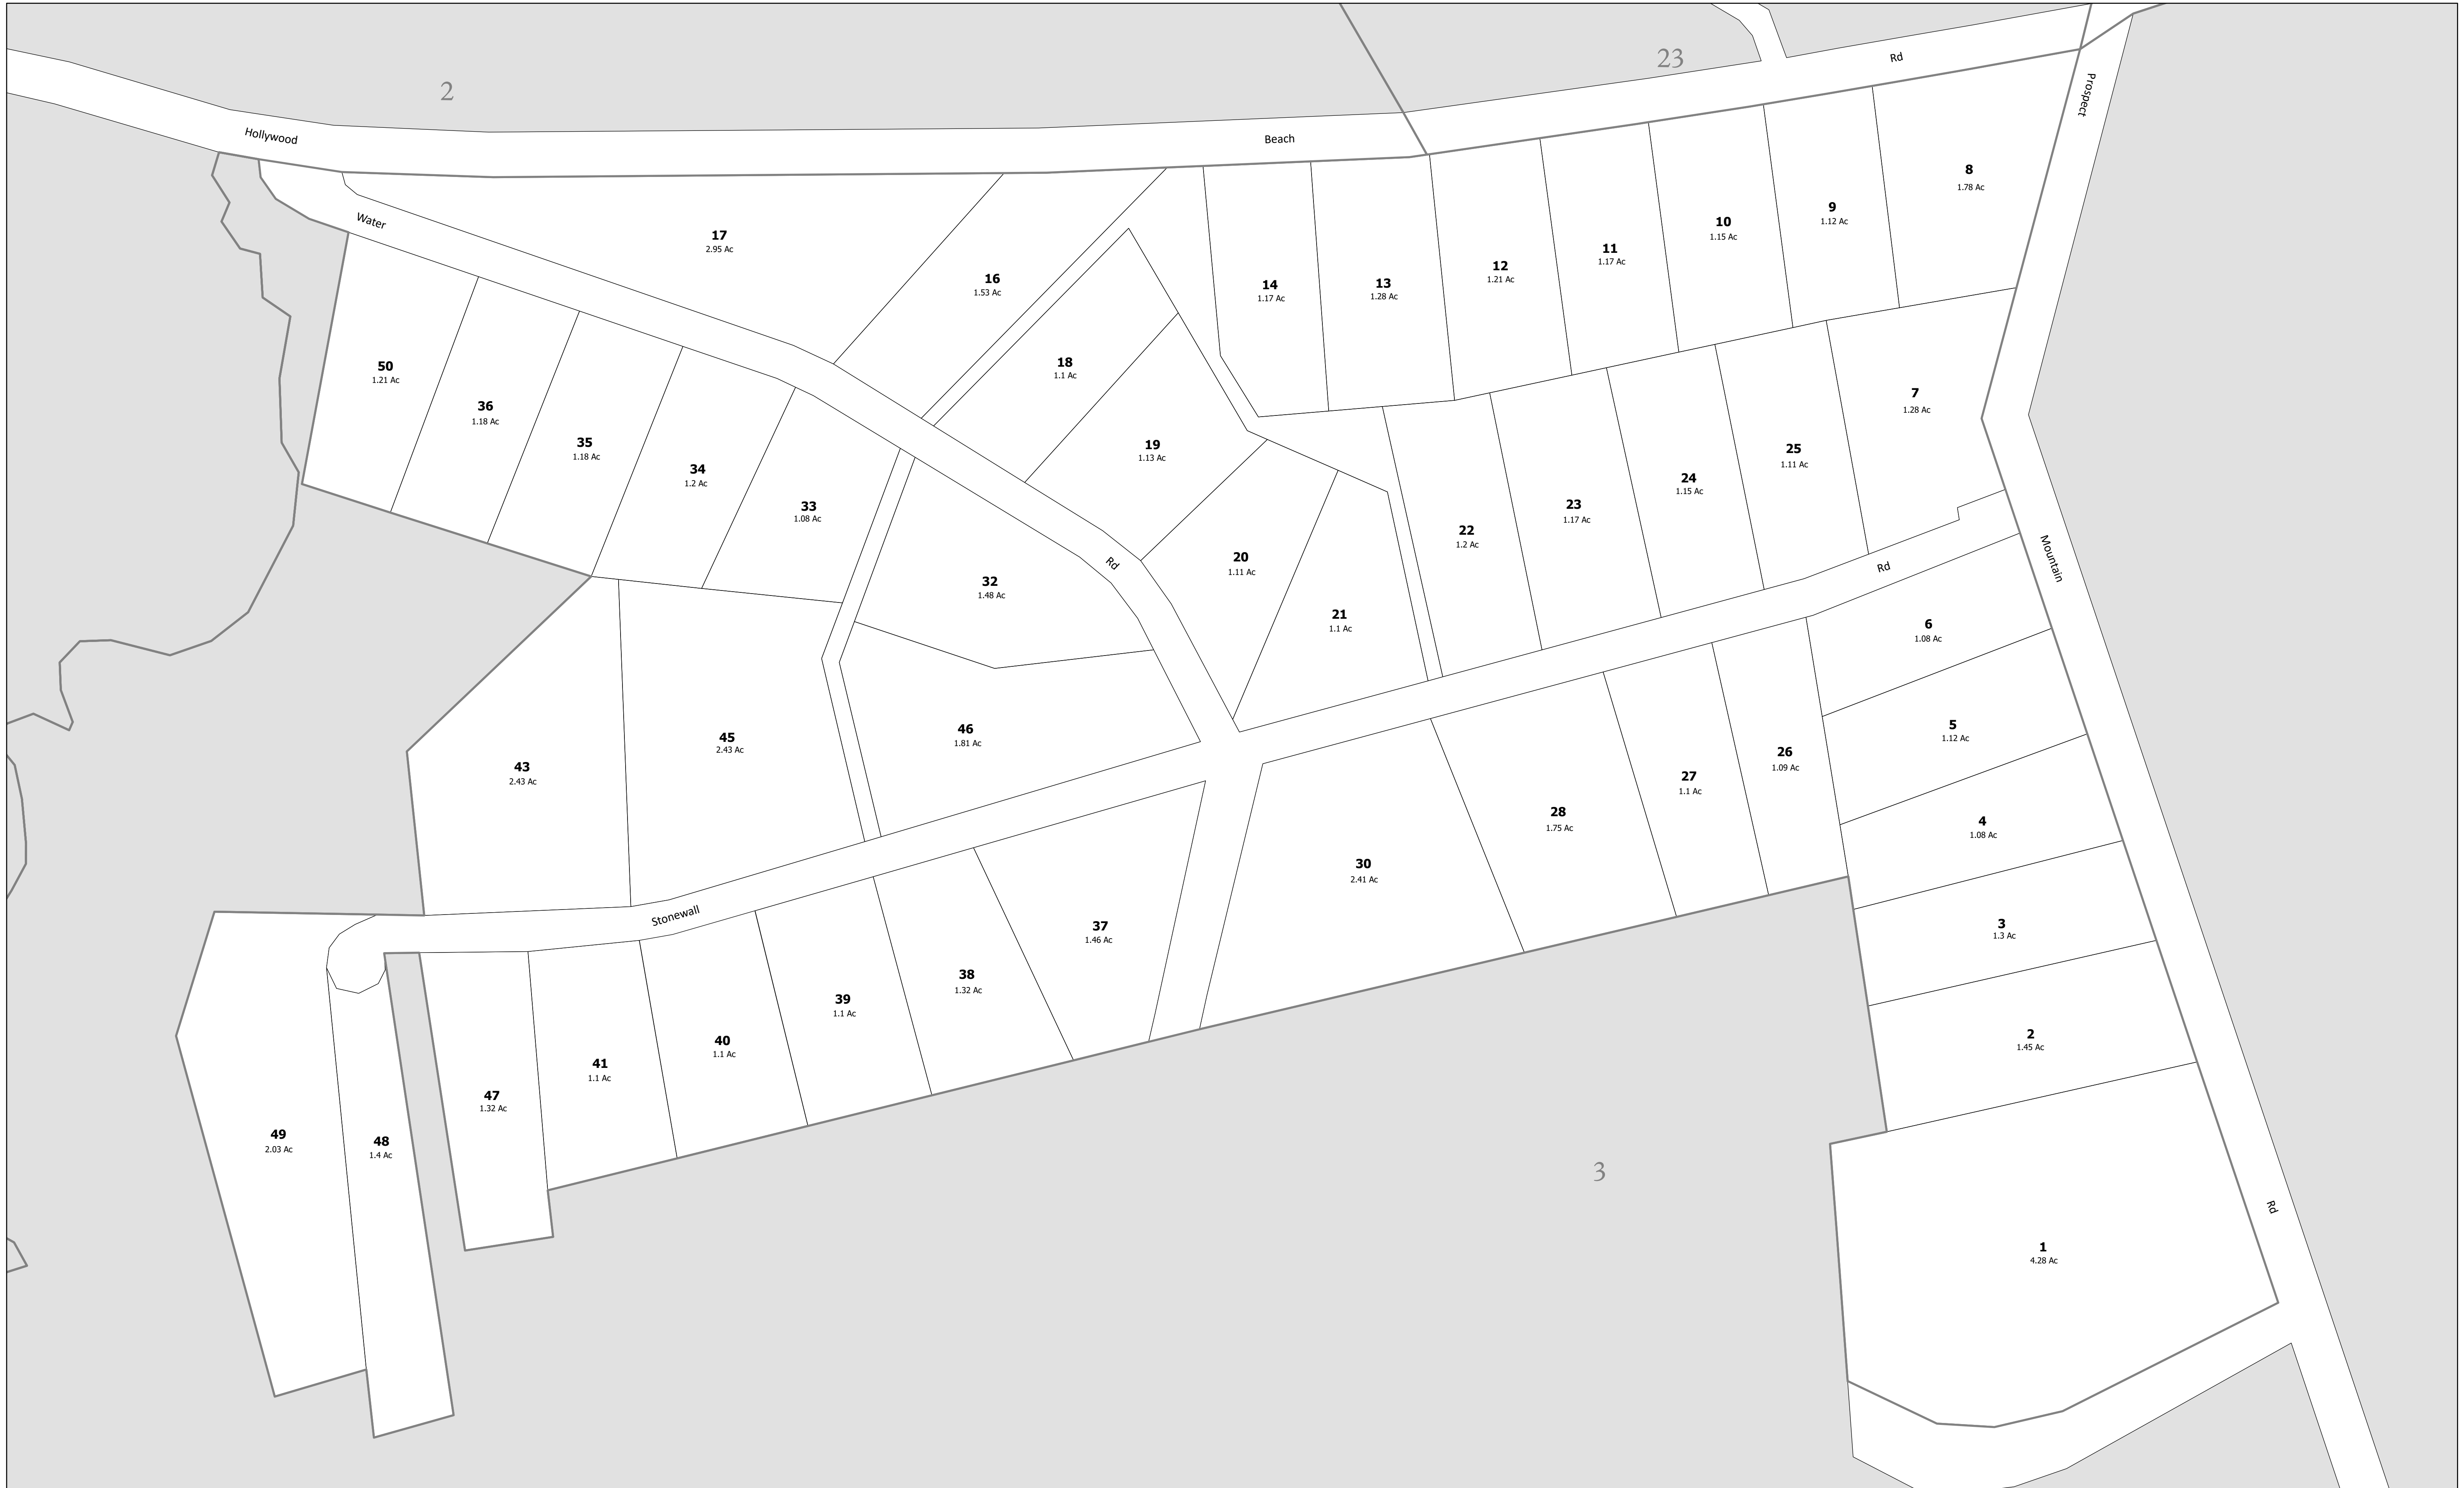 2
23
Rd
Prospect
Hollywood
Beach
Water
17
2.95 Ac
16
1.53 Ac
14
1.17 Ac
13
1.28 Ac
12
1.21 Ac
11
1.17 Ac
10
1.15 Ac
9
1.12 Ac
8
1.78 Ac
50
1.21 Ac
36
1.18 Ac
35
1.18 Ac
34
1.2 Ac
33
1.08 Ac
18
1.1 Ac
19
1.13 Ac
7
1.28 Ac
25
1.11 Ac
24
1.15 Ac
23
1.17 Ac
22
1.2 Ac
20
1.11 Ac
21
1.1 Ac
Rd
32
1.48 Ac
Rd
Mountain
6
1.08 Ac
5
1.12 Ac
4
1.08 Ac
3
1.3 Ac
2
1.45 Ac
1
4.28 Ac
Rd
43
2.43 Ac
45
2.43 Ac
46
1.81 Ac
26
1.09 Ac
27
1.1 Ac
28
1.75 Ac
30
2.41 Ac
Stonewall
37
1.46 Ac
38
1.32 Ac
39
1.1 Ac
40
1.1 Ac
41
1.1 Ac
47
1.32 Ac
48
1.4 Ac
49
2.03 Ac
3